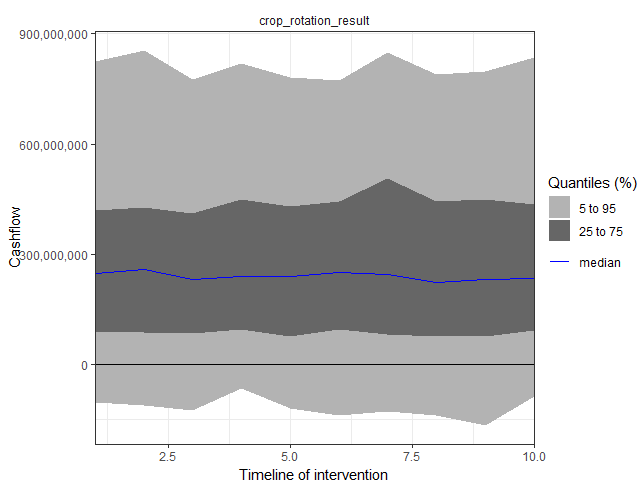 crop_rotation_result
900,000,000
600,000,000
300,000,000
0
Cashflow
2.5
5.0
7.5
10.0
Timeline of intervention
Quantiles (%)
5 to 95
25 to 75
median